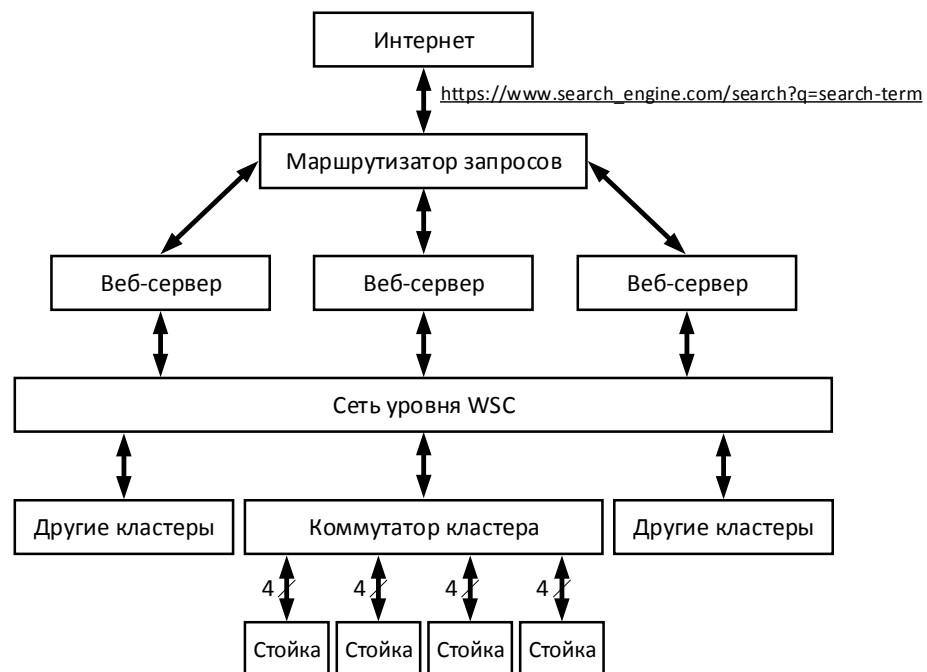 Интернет
https://www.search_engine.com/search?q=search-term
Маршрутизатор запросов
Веб-сервер Веб-сервер Веб-сервер
Сеть уровня WSC
Другие кластеры Коммутатор кластера Другие кластеры
4 4 4 4
Стойка Стойка Стойка Стойка